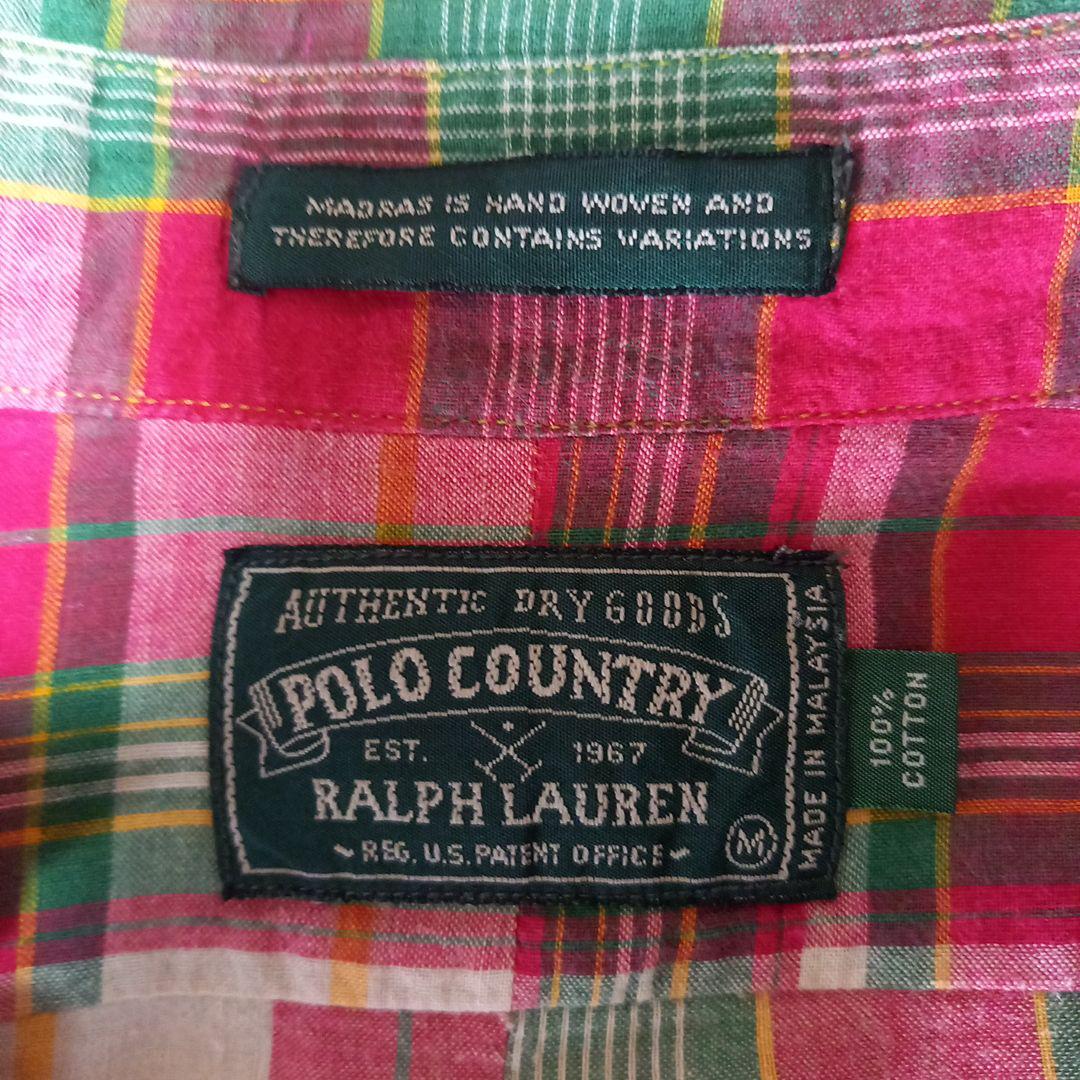 MADRAS IS HAND WOVEN AND
THEREFORE CONTAINS VARIATIONS
AUTHENTIC DRY GOODS
POLO COUNTRY
EST. 1967
RALPH LAUREN
~ REG. U.S. PATENT OFFICE ~
M
MADE IN MALAYSIA
100%
COTTON